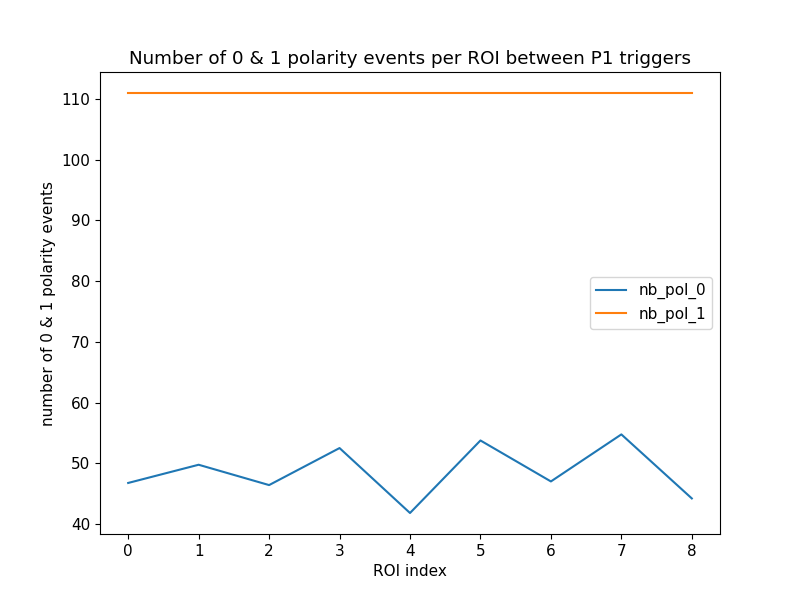 Number of 0 & 1 polarity events per ROI between P1 triggers
number of 0 & 1 polarity events
110
100
90
80
70
60
50
40
nb_pol_0
nb_pol_1
0 1 2 3 4 5 6 7 8
ROI index